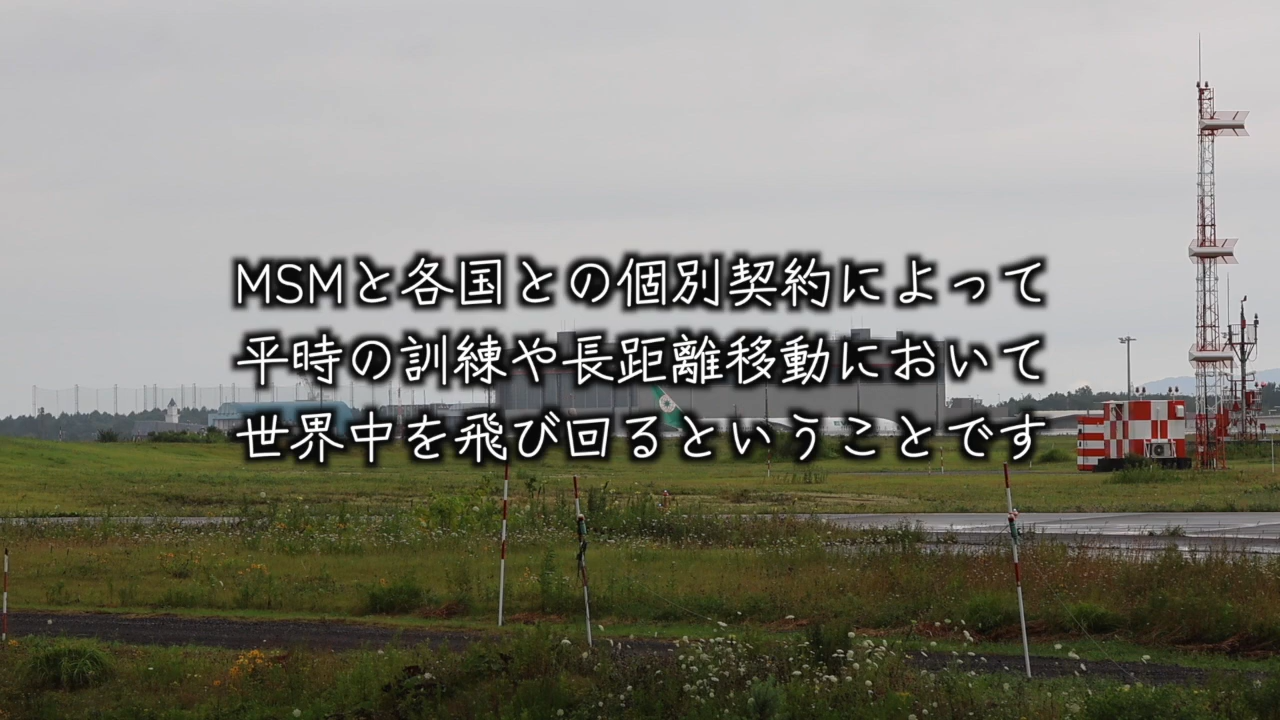 MSMと各国との個別契約によって
平時の訓練や長距離移動において
世界中を飛び回るということです